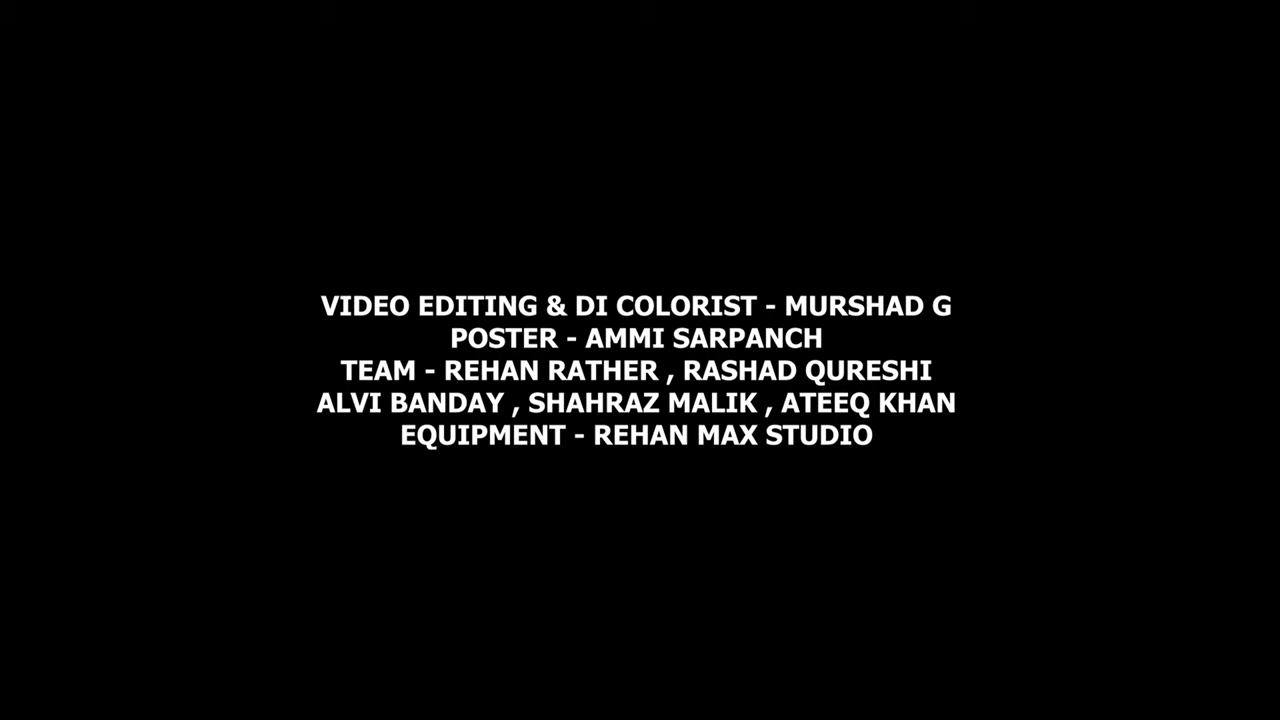 VIDEO EDITING & DI COLORIST - MURSHAD G
POSTER - AMMI SARPANCH
TEAM - REHAN RATHER , RASHAD QURESHI
ALVI BANDAY , SHAHRAZ MALIK , ATEEQ KHAN
EQUIPMENT - REHAN MAX STUDIO